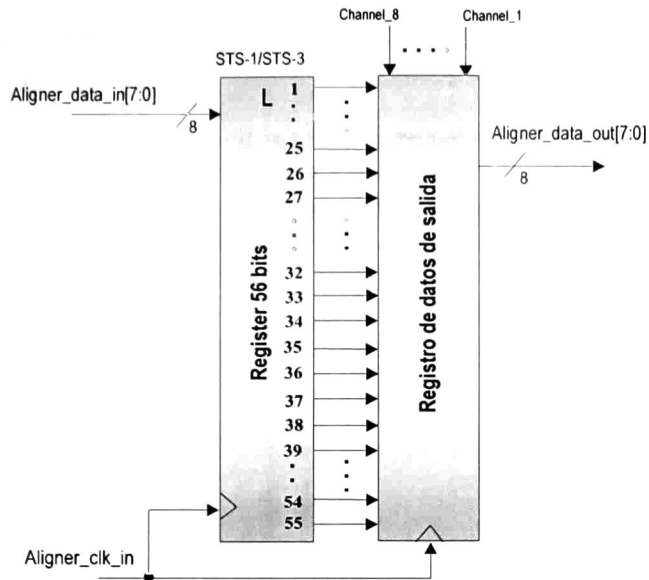 Channel_8
Channel_1
STS-1/STS-3
Aligner_data_in[7:0]
8
L
1
25
26
27
32
33
34
35
36
37
38
39
54
55
Register 56 bits
Registro de datos de salida
Aligner_data_out[7:0]
8
Aligner_clk_in